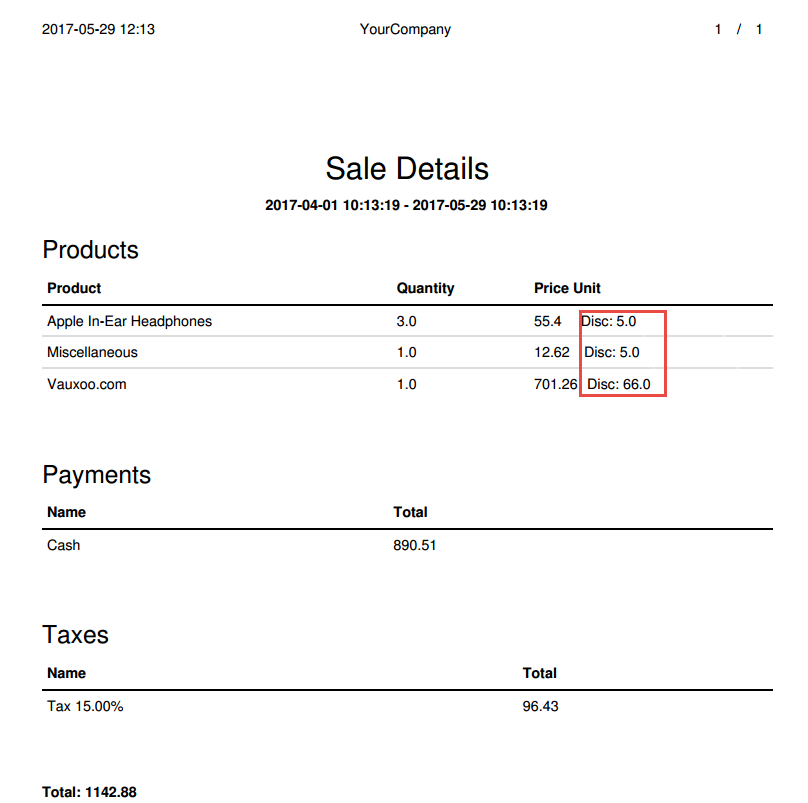 2017-05-29 12:13 YourCompany 1 / 1
Sale Details
2017-04-01 10:13:19 - 2017-05-29 10:13:19
Products
Product Quantity Price Unit
Apple In-Ear Headphones 3.0 55.4 Disc: 5.0
Miscellaneous 1.0 12.62 Disc: 5.0
Vauxoo.com 1.0 701.26 Disc: 66.0
Payments
Name Total
Cash 890.51
Taxes
Name Total
Tax 15.00% 96.43
Total: 1142.88